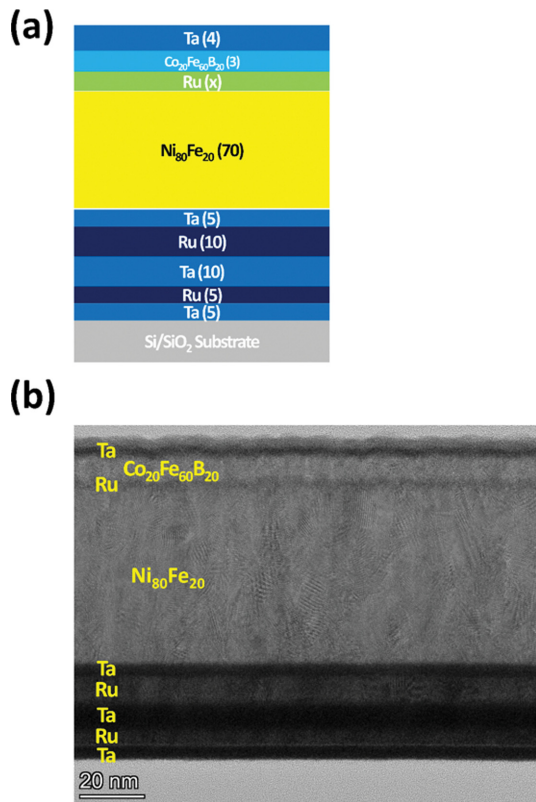 (a)
Ta (4)
Co₂₀Fe₆₀B₂₀ (3)
Ru (x)
Ni₈₀Fe₂₀ (70)
Ta (5)
Ru (10)
Ta (10)
Ru (5)
Ta (5)
Si/SiO₂ Substrate
(b)
Ta
Co₂₀Fe₆₀B₂₀
Ru
Ni₈₀Fe₂₀
Ta
Ru
Ta
Ru
Ta
20 nm